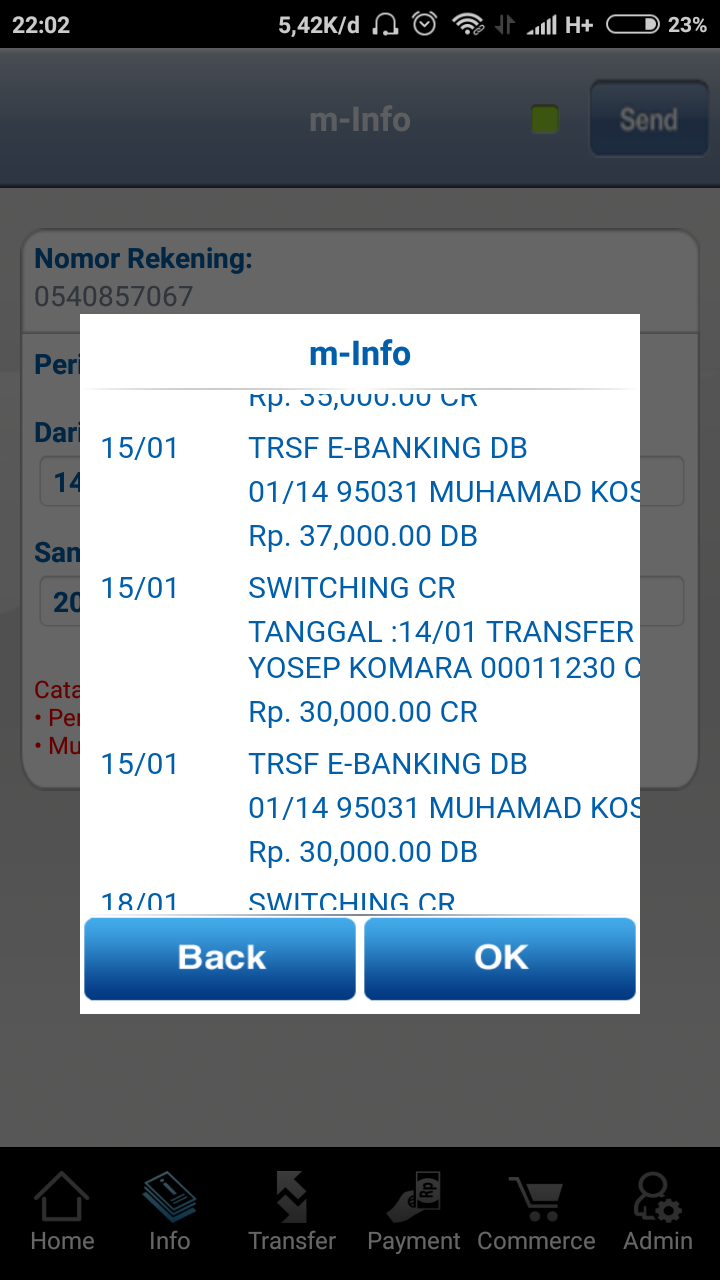 22:02 5,42K/d H+ 23%
m-Info
Send
Nomor Rekening:
0540857067
m-Info
Rp. 35,000.00 CR
15/01 TRSF E-BANKING DB
01/14 95031 MUHAMAD KOS
Rp. 37,000.00 DB
15/01 SWITCHING CR
TANGGAL :14/01 TRANSFER
YOSEP KOMARA 00011230 C
Rp. 30,000.00 CR
15/01 TRSF E-BANKING DB
01/14 95031 MUHAMAD KOS
Rp. 30,000.00 DB
18/01 SWITCHING CR
Peri
Dari
14
Sam
20
Cata
• Per
• Mu
Back OK
Home Info Transfer Payment Commerce Admin